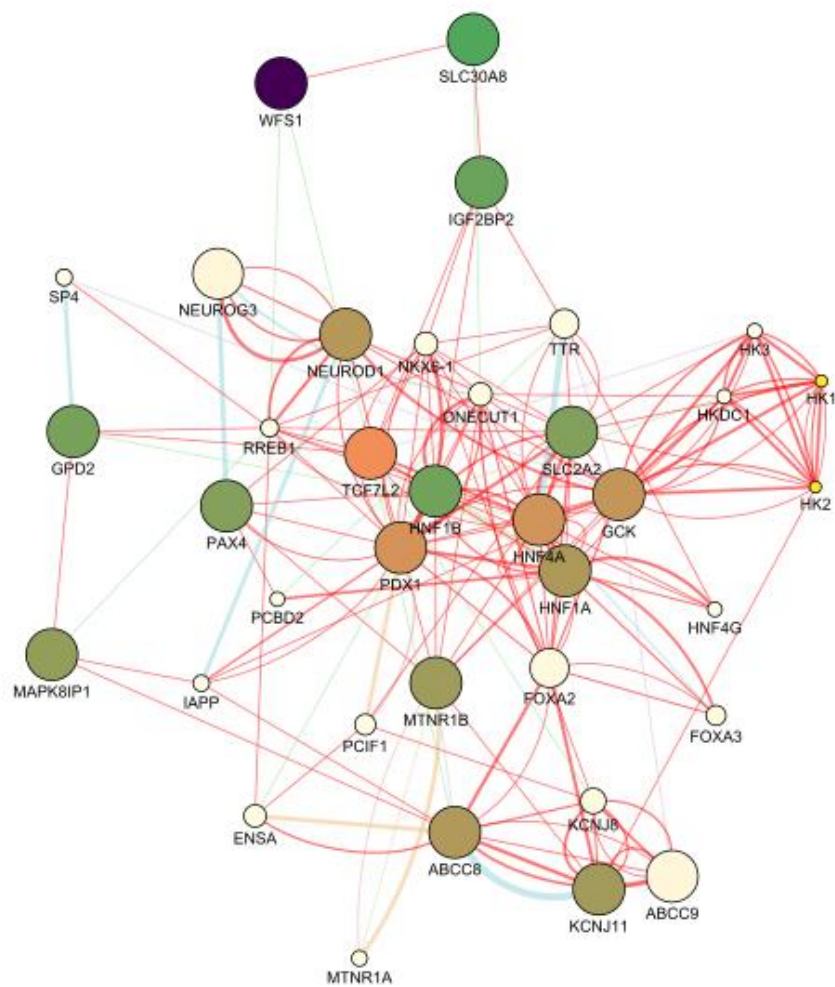 SLC30A8
WFS1
IGF2BP2
SP4
NEUROG3
NEUROD1
NKX6-1
TTR
HK3
HK1
HKDC1
ONECUT1
RREB1
GPD2
TCF7L2
SLC2A2
HNF1B
GCK
HK2
PAX4
HNF4A
PDX1
HNF1A
PCBD2
HNF4G
MAPK8IP1
IAPP
MTNR1B
FOXA2
FOXA3
PCIF1
ENSA
KCNJ8
ABCC8
KCNJ11
ABCC9
MTNR1A